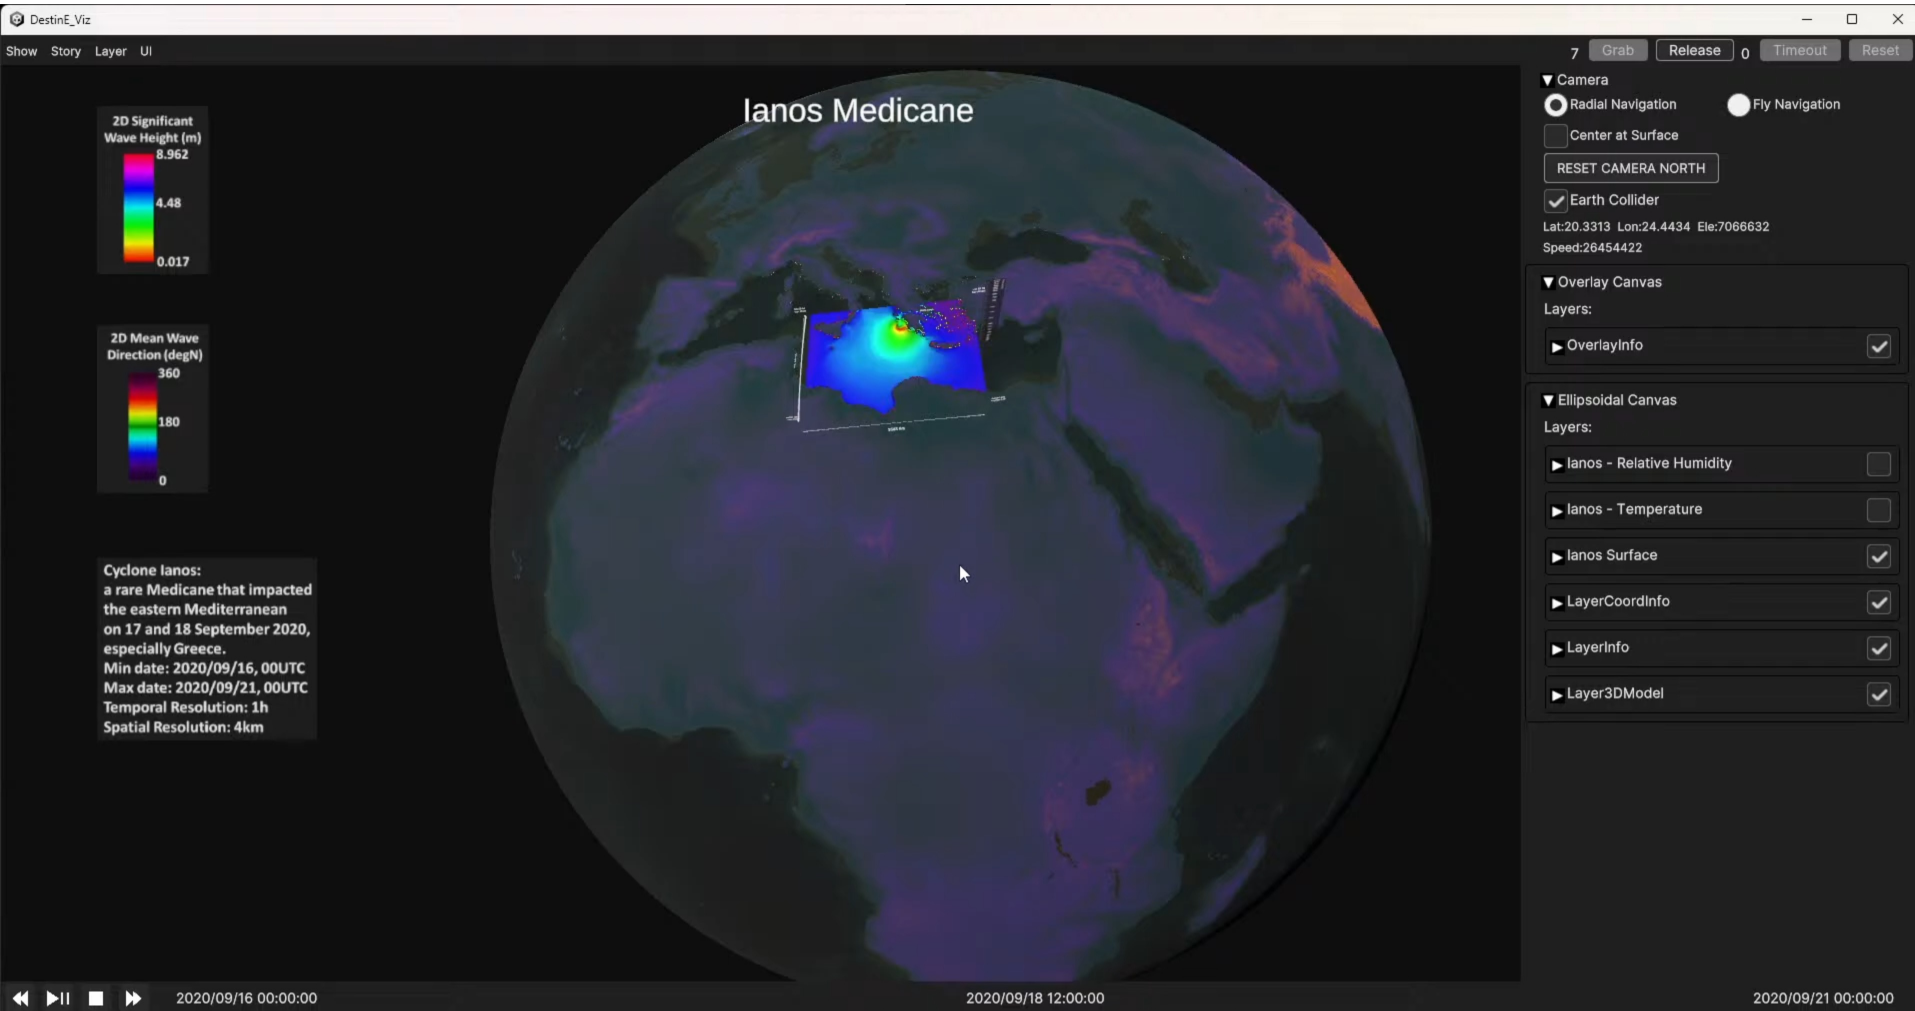 DestinE_Viz
Show Story Layer UI
7 Grab Release 0 Timeout Reset
Ianos Medicane
2D Significant
Wave Height (m)
8.962
4.48
0.017
2D Mean Wave
Direction (degN)
360
180
0
Cyclone Ianos:
a rare Medicane that impacted
the eastern Mediterranean
on 17 and 18 September 2020,
especially Greece.
Min date: 2020/09/16, 00UTC
Max date: 2020/09/21, 00UTC
Temporal Resolution: 1h
Spatial Resolution: 4km
Camera
Radial Navigation Fly Navigation
Center at Surface
RESET CAMERA NORTH
Earth Collider
Lat:20.3313 Lon:24.4434 Ele:7066632
Speed:26454422
Overlay Canvas
Layers:
OverlayInfo
Ellipsoidal Canvas
Layers:
Ianos - Relative Humidity
Ianos - Temperature
Ianos Surface
LayerCoordInfo
LayerInfo
Layer3DModel
2020/09/16 00:00:00 2020/09/18 12:00:00 2020/09/21 00:00:00